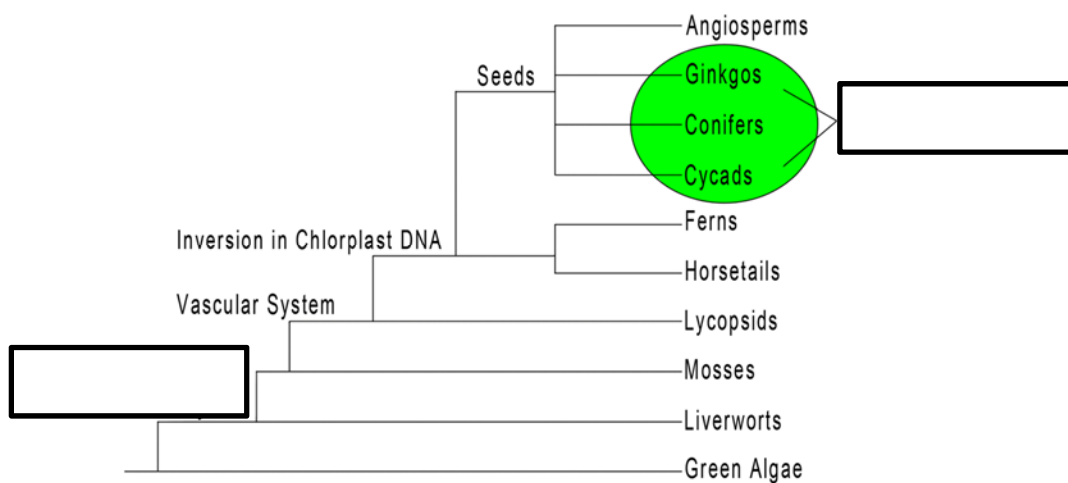 Angiosperms
Seeds
Ginkgos
Conifers
Cycads
Ferns
Inversion in Chlorplast DNA
Horsetails
Vascular System
Lycopsids
Mosses
Liverworts
Green Algae